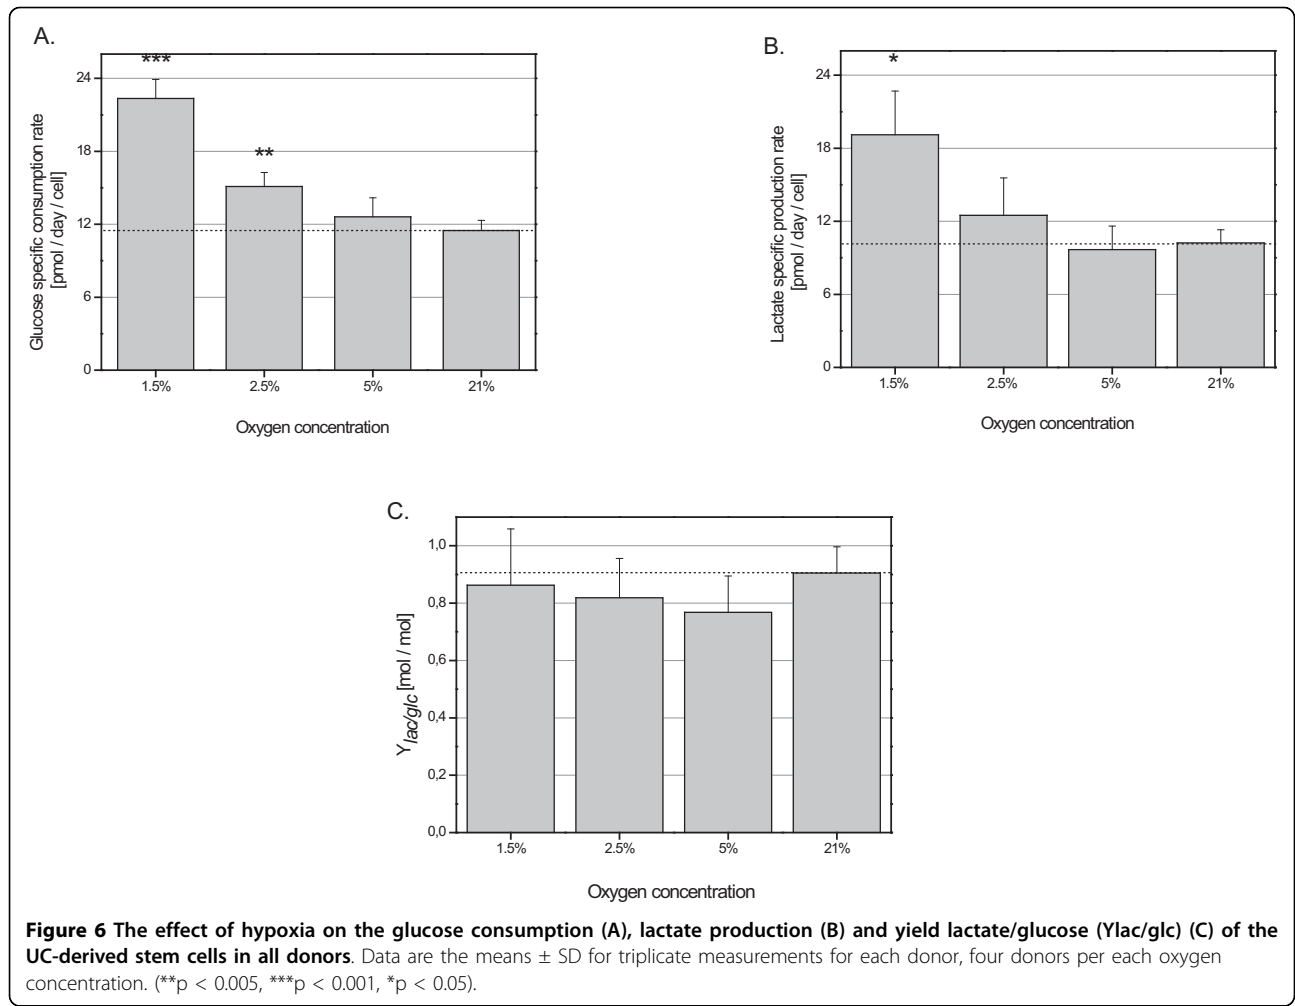 A.
***
**
24
18
12
6
0
Glucose specific consumption rate
[pmol / day / cell]
1.5% 2.5% 5% 21%
Oxygen concentration
B.
*
24
18
12
6
0
Lactate specific production rate
[pmol / day / cell]
1.5% 2.5% 5% 21%
Oxygen concentration
C.
1,0
0,8
0,6
0,4
0,2
0,0
Ylac/glc [mol / mol]
1.5% 2.5% 5% 21%
Oxygen concentration
Figure 6 The effect of hypoxia on the glucose consumption (A), lactate production (B) and yield lactate/glucose (Ylac/glc) (C) of the
UC-derived stem cells in all donors. Data are the means ± SD for triplicate measurements for each donor, four donors per each oxygen
concentration. (**p < 0.005, ***p < 0.001, *p < 0.05).